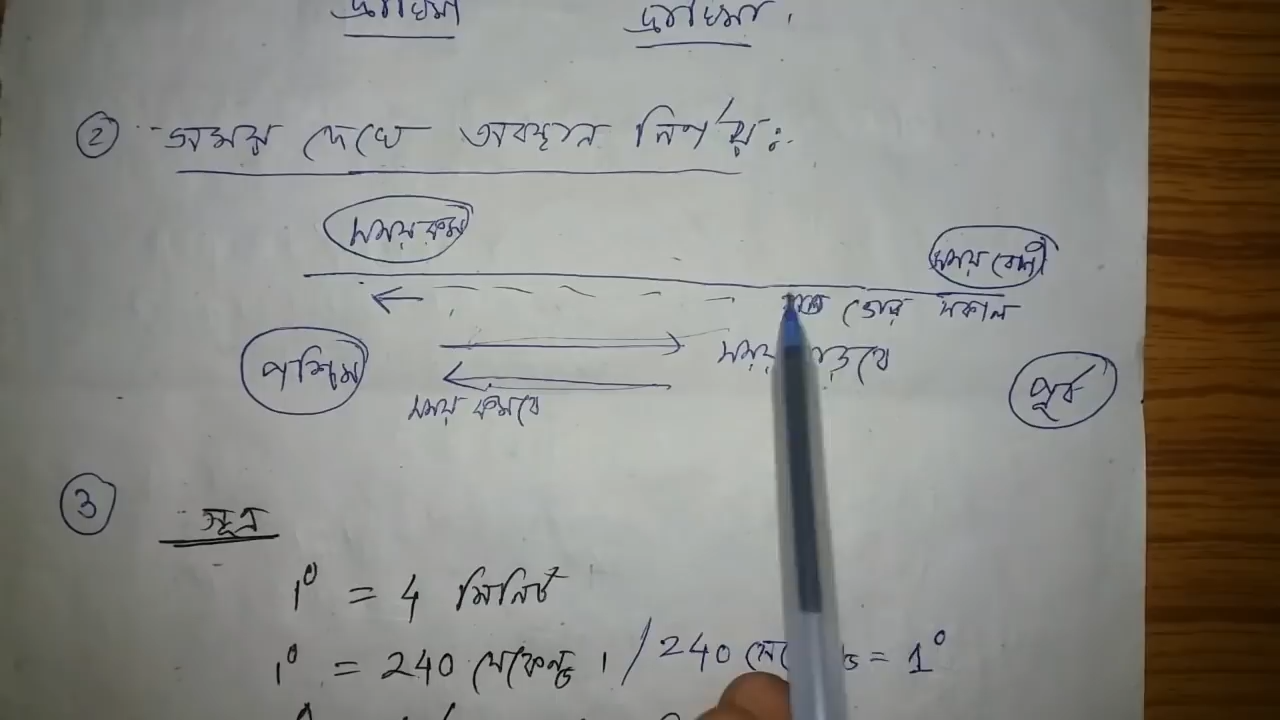 দ্রাঘিমা দ্রাঘিমা।
② সময় দেখে অবস্থান নির্ণয়ঃ
সময় কম সময় বেশী
ভোর সকাল
পশ্চিম সময় পূর্ব
সময় কমবে
③ সূত্র
1° = 4 মিনিট
1° = 240 সেকেন্ড। / 240 = 1°